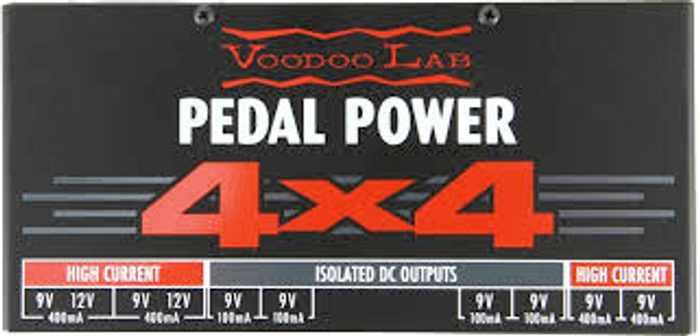 VOODOO LAB
PEDAL POWER
4x4
HIGH CURRENT ISOLATED DC OUTPUTS HIGH CURRENT
9V 12V 9V 12V 9V 9V 9V 9V 9V 9V
400mA 400mA 100mA 100mA 100mA 100mA 400mA 400mA